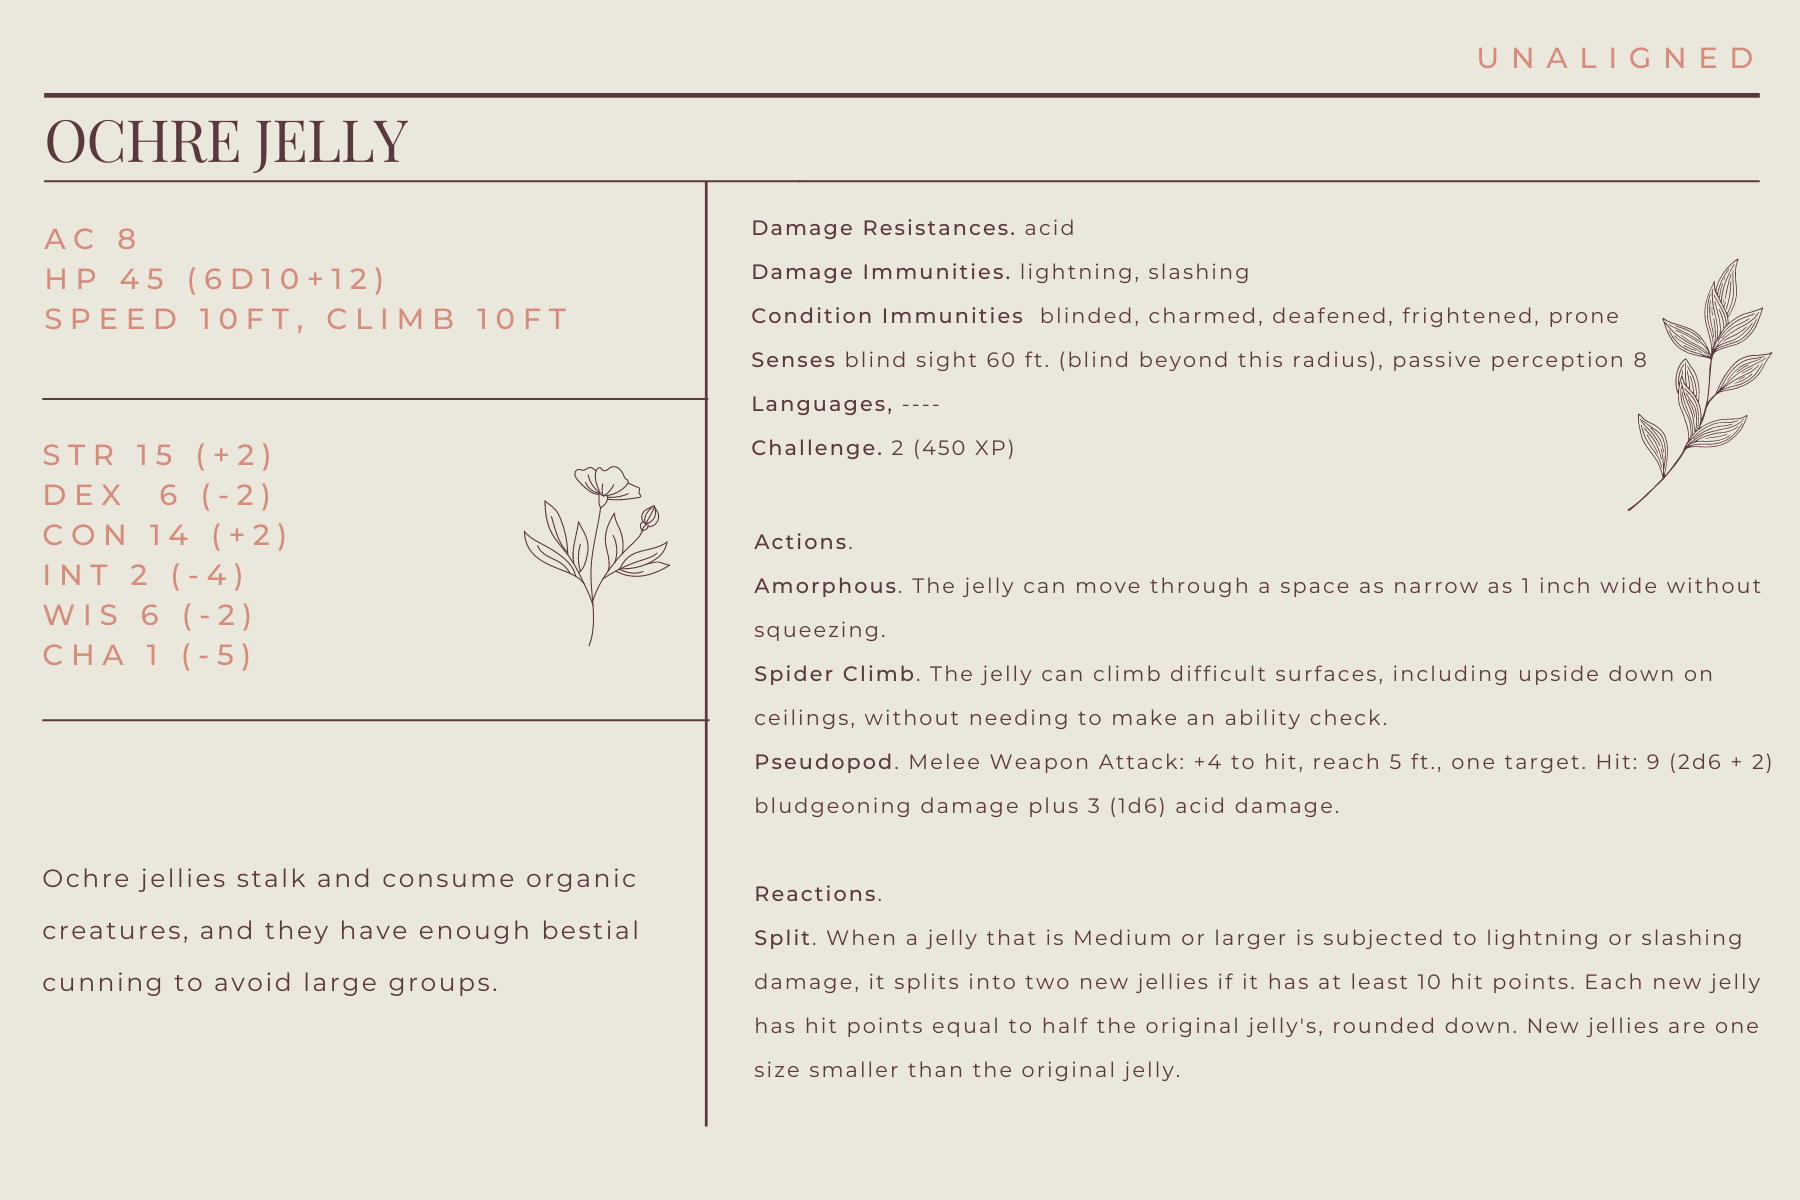 UNALIGNED
OCHRE JELLY
AC 8
HP 45 (6D10+12)
SPEED 10FT, CLIMB 10FT
STR 15 (+2)
DEX 6 (-2)
CON 14 (+2)
INT 2 (-4)
WIS 6 (-2)
CHA 1 (-5)
Ochre jellies stalk and consume organic
creatures, and they have enough bestial
cunning to avoid large groups.
Damage Resistances. acid
Damage Immunities. lightning, slashing
Condition Immunities blinded, charmed, deafened, frightened, prone
Senses blind sight 60 ft. (blind beyond this radius), passive perception 8
Languages, ----
Challenge. 2 (450 XP)
Actions.
Amorphous. The jelly can move through a space as narrow as 1 inch wide without
squeezing.
Spider Climb. The jelly can climb difficult surfaces, including upside down on
ceilings, without needing to make an ability check.
Pseudopod. Melee Weapon Attack: +4 to hit, reach 5 ft., one target. Hit: 9 (2d6 + 2)
bludgeoning damage plus 3 (1d6) acid damage.
Reactions.
Split. When a jelly that is Medium or larger is subjected to lightning or slashing
damage, it splits into two new jellies if it has at least 10 hit points. Each new jelly
has hit points equal to half the original jelly's, rounded down. New jellies are one
size smaller than the original jelly.